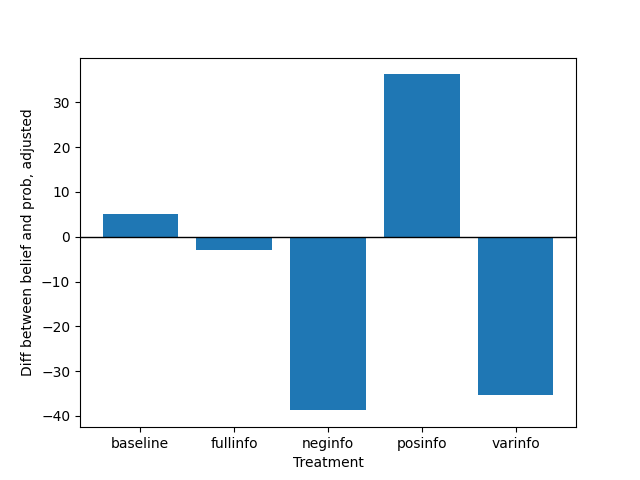 Diff between belief and prob, adjusted
30
20
10
0
−10
−20
−30
−40
baseline fullinfo neginfo posinfo varinfo
Treatment